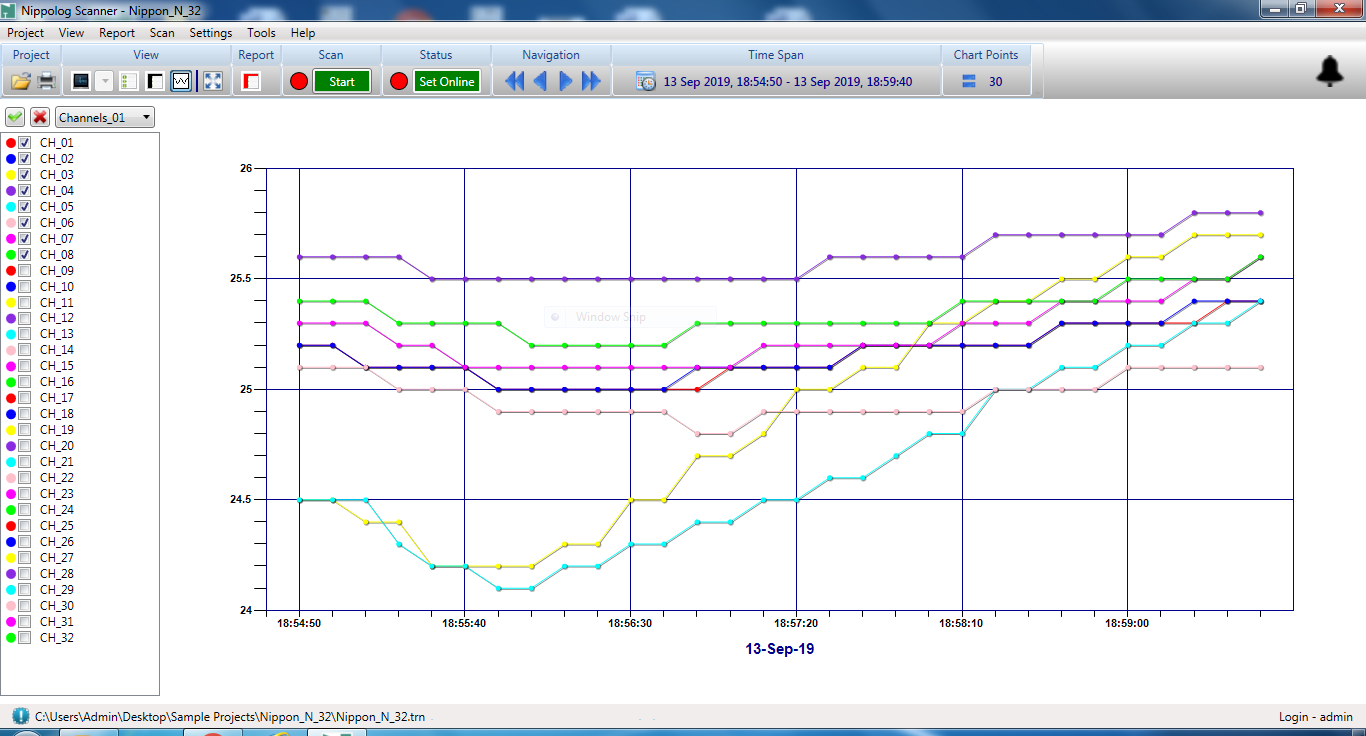 Nippolog Scanner - Nippon_N_32
Project View Report Scan Settings Tools Help
Project View Report Scan Status Navigation Time Span Chart Points
Start Set Online 13 Sep 2019, 18:54:50 - 13 Sep 2019, 18:59:40 30
Channels_01
CH_01
CH_02
CH_03
CH_04
CH_05
CH_06
CH_07
CH_08
CH_09
CH_10
CH_11
CH_12
CH_13
CH_14
CH_15
CH_16
CH_17
CH_18
CH_19
CH_20
CH_21
CH_22
CH_23
CH_24
CH_25
CH_26
CH_27
CH_28
CH_29
CH_30
CH_31
CH_32
26
25.5
Window Snip
25
24.5
24
18:54:50 18:55:40 18:56:30 18:57:20 18:58:10 18:59:00
13-Sep-19
C:\Users\Admin\Desktop\Sample Projects\Nippon_N_32\Nippon_N_32.trn Login - admin